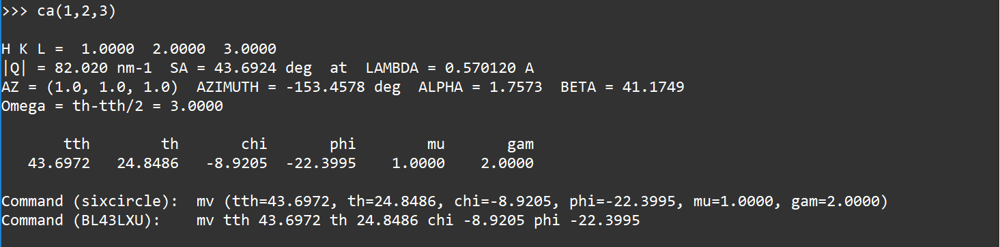 >>> ca(1,2,3)
H K L =  1.0000  2.0000  3.0000
|Q| = 82.020 nm-1  SA = 43.6924 deg  at  LAMBDA = 0.570120 A
AZ = (1.0, 1.0, 1.0)  AZIMUTH = -153.4578 deg  ALPHA = 1.7573  BETA = 41.1749
Omega = th-tth/2 = 3.0000
tth        th       chi       phi        mu       gam
43.6972   24.8486   -8.9205  -22.3995    1.0000    2.0000
Command (sixcircle):  mv (tth=43.6972, th=24.8486, chi=-8.9205, phi=-22.3995, mu=1.0000, gam=2.0000)
Command (BL43LXU):    mv tth 43.6972 th 24.8486 chi -8.9205 phi -22.3995